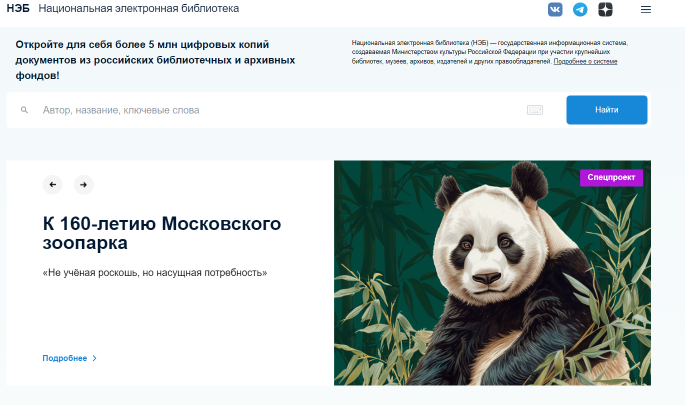 НЭБ Национальная электронная библиотека
Откройте для себя более 5 млн цифровых копий
документов из российских библиотечных и архивных
фондов!
Национальная электронная библиотека (НЭБ) — государственная информационная система,
создаваемая Министерством культуры Российской Федерации при участии крупнейших
библиотек, музеев, архивов, издателей и других правообладателей. Подробнее о системе
Автор, название, ключевые слова
Найти
К 160-летию Московского
зоопарка
«Не учёная роскошь, но насущная потребность»
Подробнее
Спецпроект